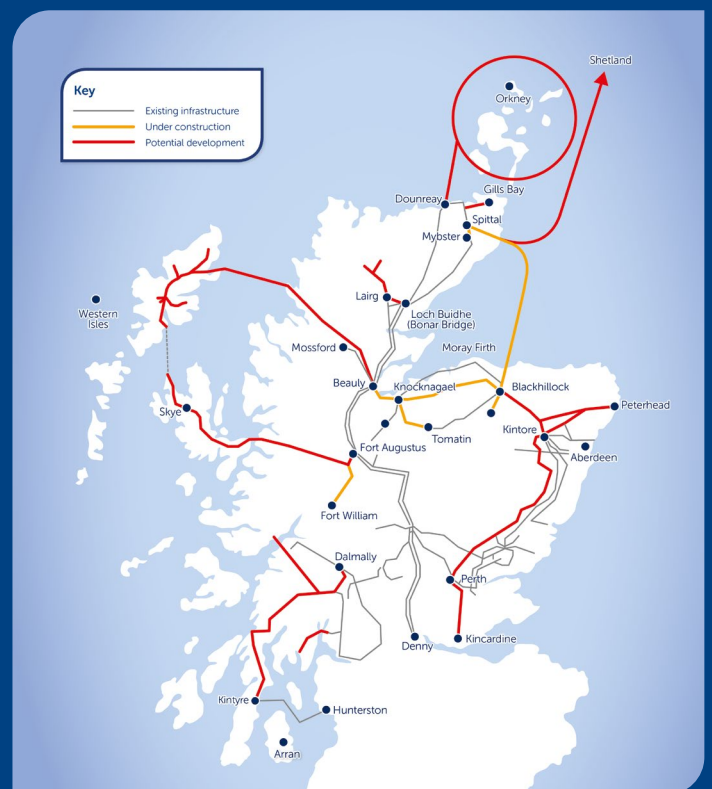 Key
Existing infrastructure
Under construction
Potential development
Shetland
Orkney
Dounreay
Gills Bay
Spittal
Mybster
Lairg
Loch Buidhe
(Bonar Bridge)
Western
Isles
Mossford
Moray Firth
Beauly
Knocknagael
Blackhillock
Peterhead
Skye
Tomatin
Kintore
Aberdeen
Fort Augustus
Fort William
Dalmally
Perth
Denny
Kincardine
Kintyre
Hunterston
Arran